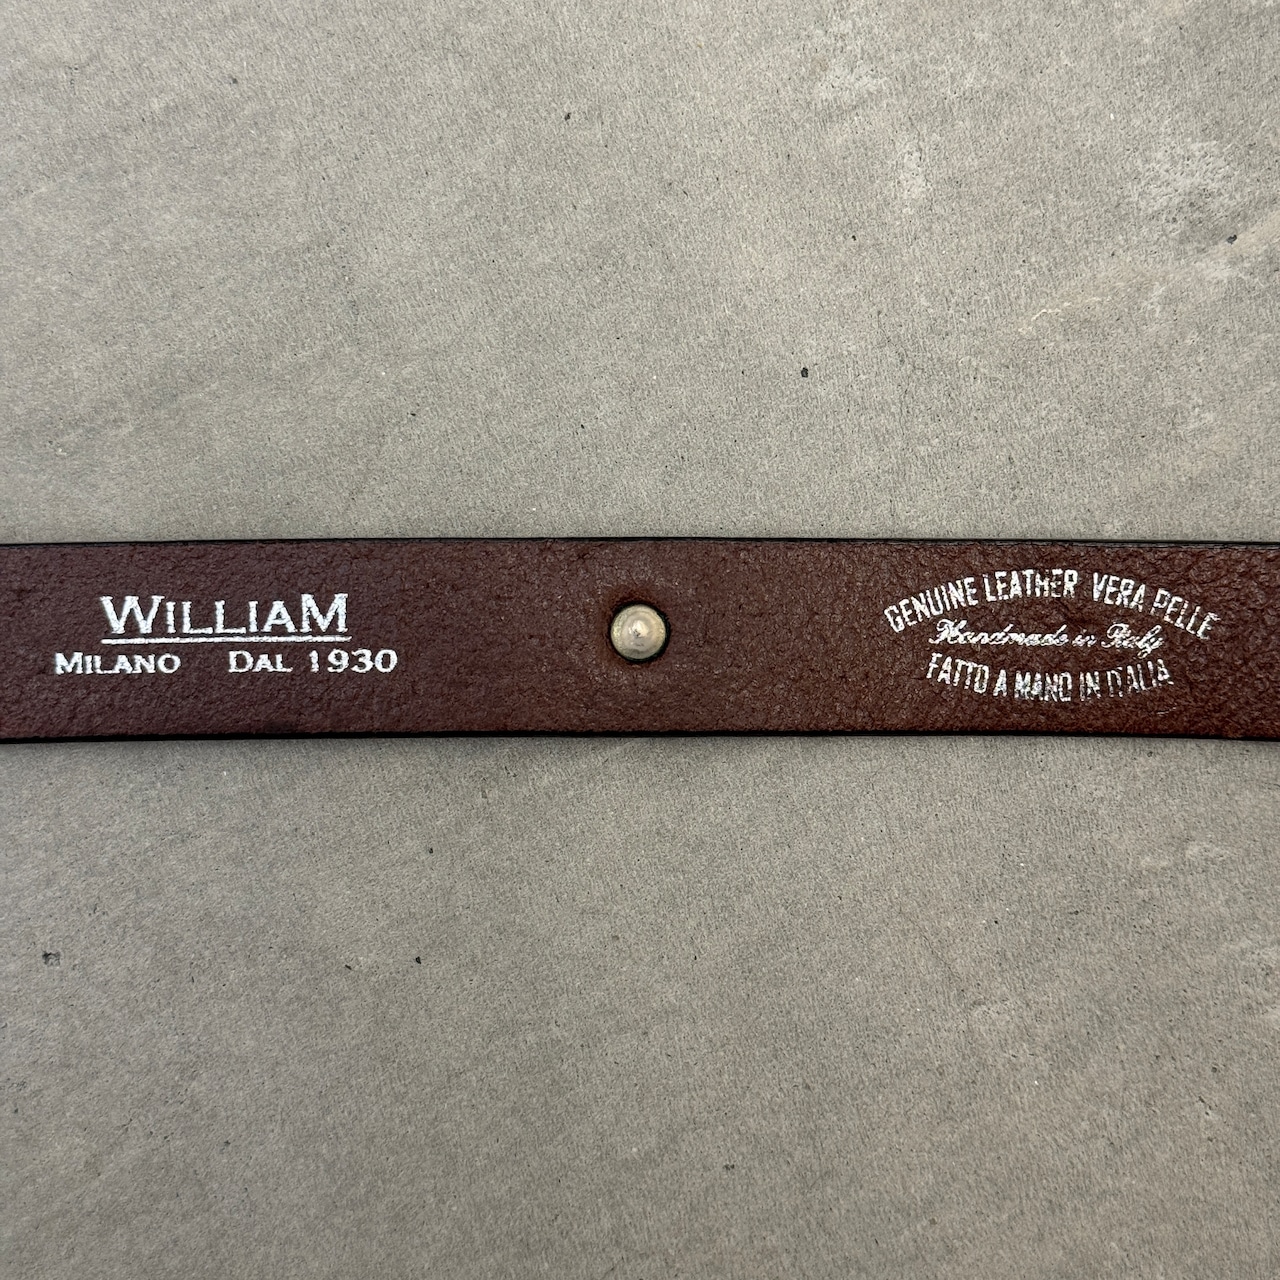 WILLIAM
MILANO DAL 1930
GENUINE LEATHER VERA PELLE
Handmade in Italy
FATTO A MANO IN ITALIA